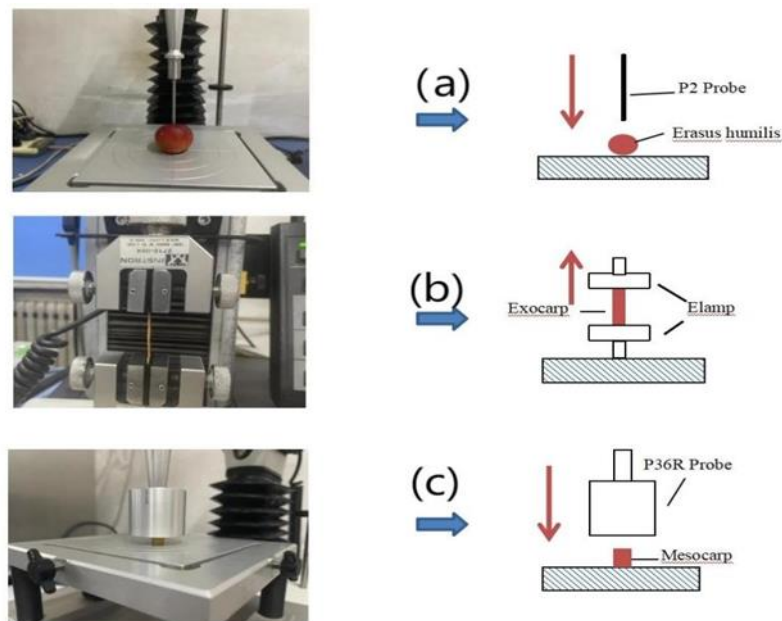 (a)
P2 Probe
Erasus humilis
INSTRON
(b)
Exocarp
Elamp
(c)
P36R Probe
Mesocarp